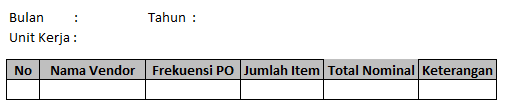 Bulan : Tahun :
Unit Kerja :
No Nama Vendor Frekuensi PO Jumlah Item Total Nominal Keterangan